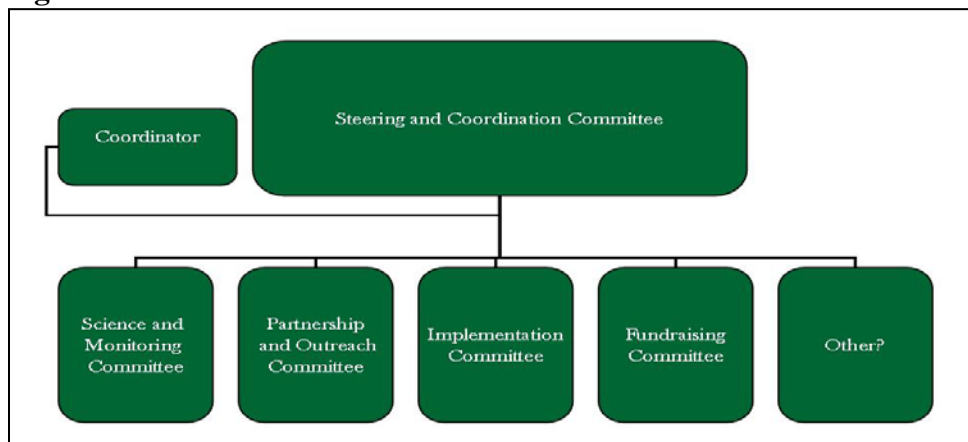 Steering and Coordination Committee
Coordinator
Science and
Monitoring
Committee
Partnership
and Outreach
Committee
Implementation
Committee
Fundraising
Committee
Other?